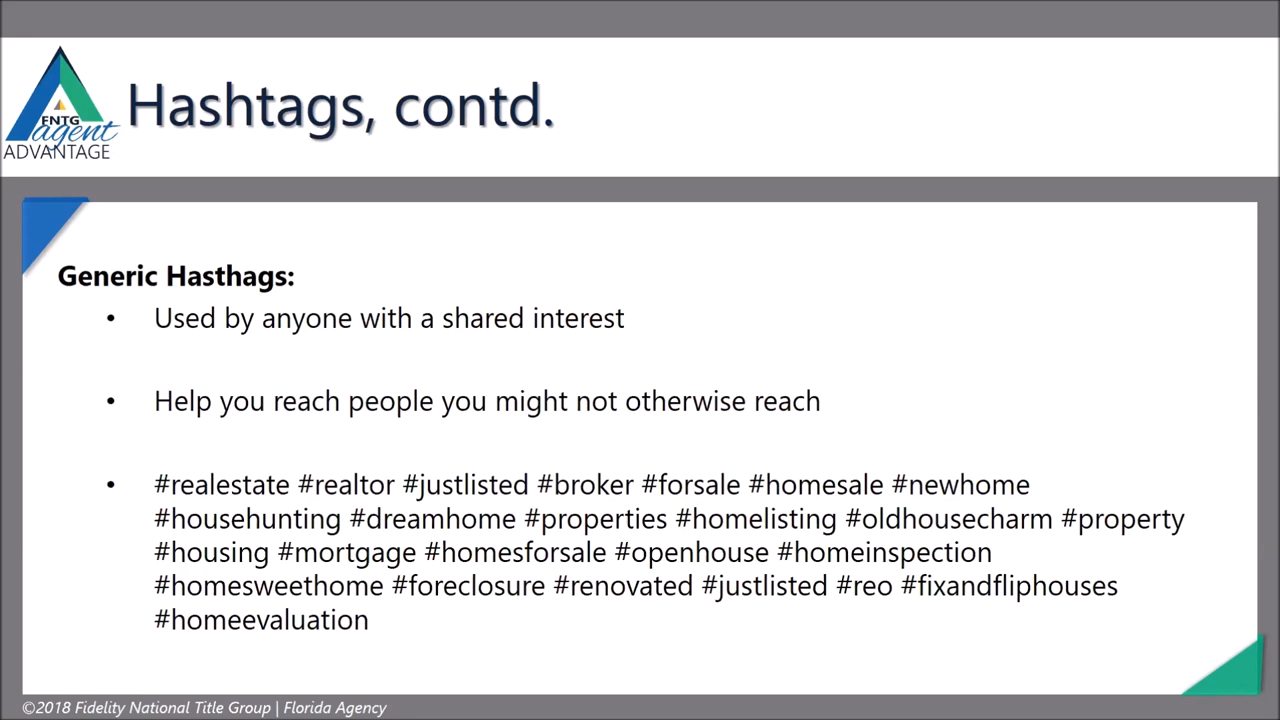 FNTG
agent
ADVANTAGE
Hashtags, contd.
Generic Hasthags:
• Used by anyone with a shared interest
• Help you reach people you might not otherwise reach
• #realestate #realtor #justlisted #broker #forsale #homesale #newhome
#househunting #dreamhome #properties #homelisting #oldhousecharm #property
#housing #mortgage #homesforsale #openhouse #homeinspection
#homesweethome #foreclosure #renovated #justlisted #reo #fixandfliphouses
#homeevaluation
©2018 Fidelity National Title Group | Florida Agency